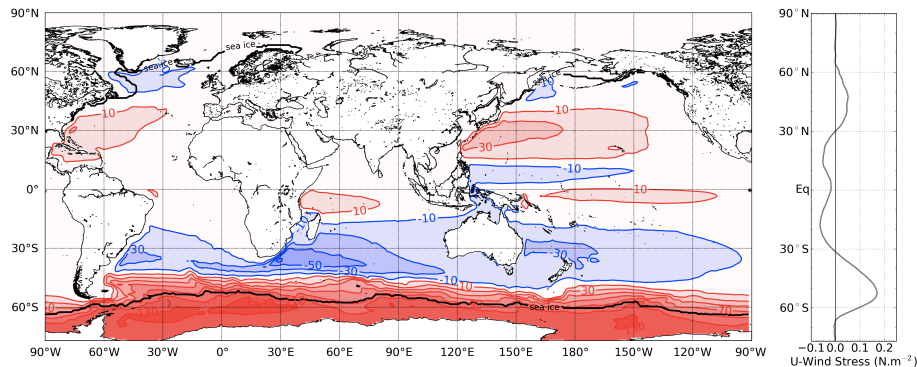 90°N
60°N
30°N
0°
30°S
60°S
sea ice
sea ice
10
10
10
30
-10
10
10
-10
-10
-10
-30
-50
-30
-30
-10
-10
10
30
70
sea ice
90°W
60°W
30°W
0°
30°E
60°E
90°E
120°E
150°E
180°E
150°W
120°W
90°W
90°N
60°N
30°N
Eq
30°S
60°S
−0.1
0.0
0.1
0.2
U-Wind Stress (N.m⁻²)